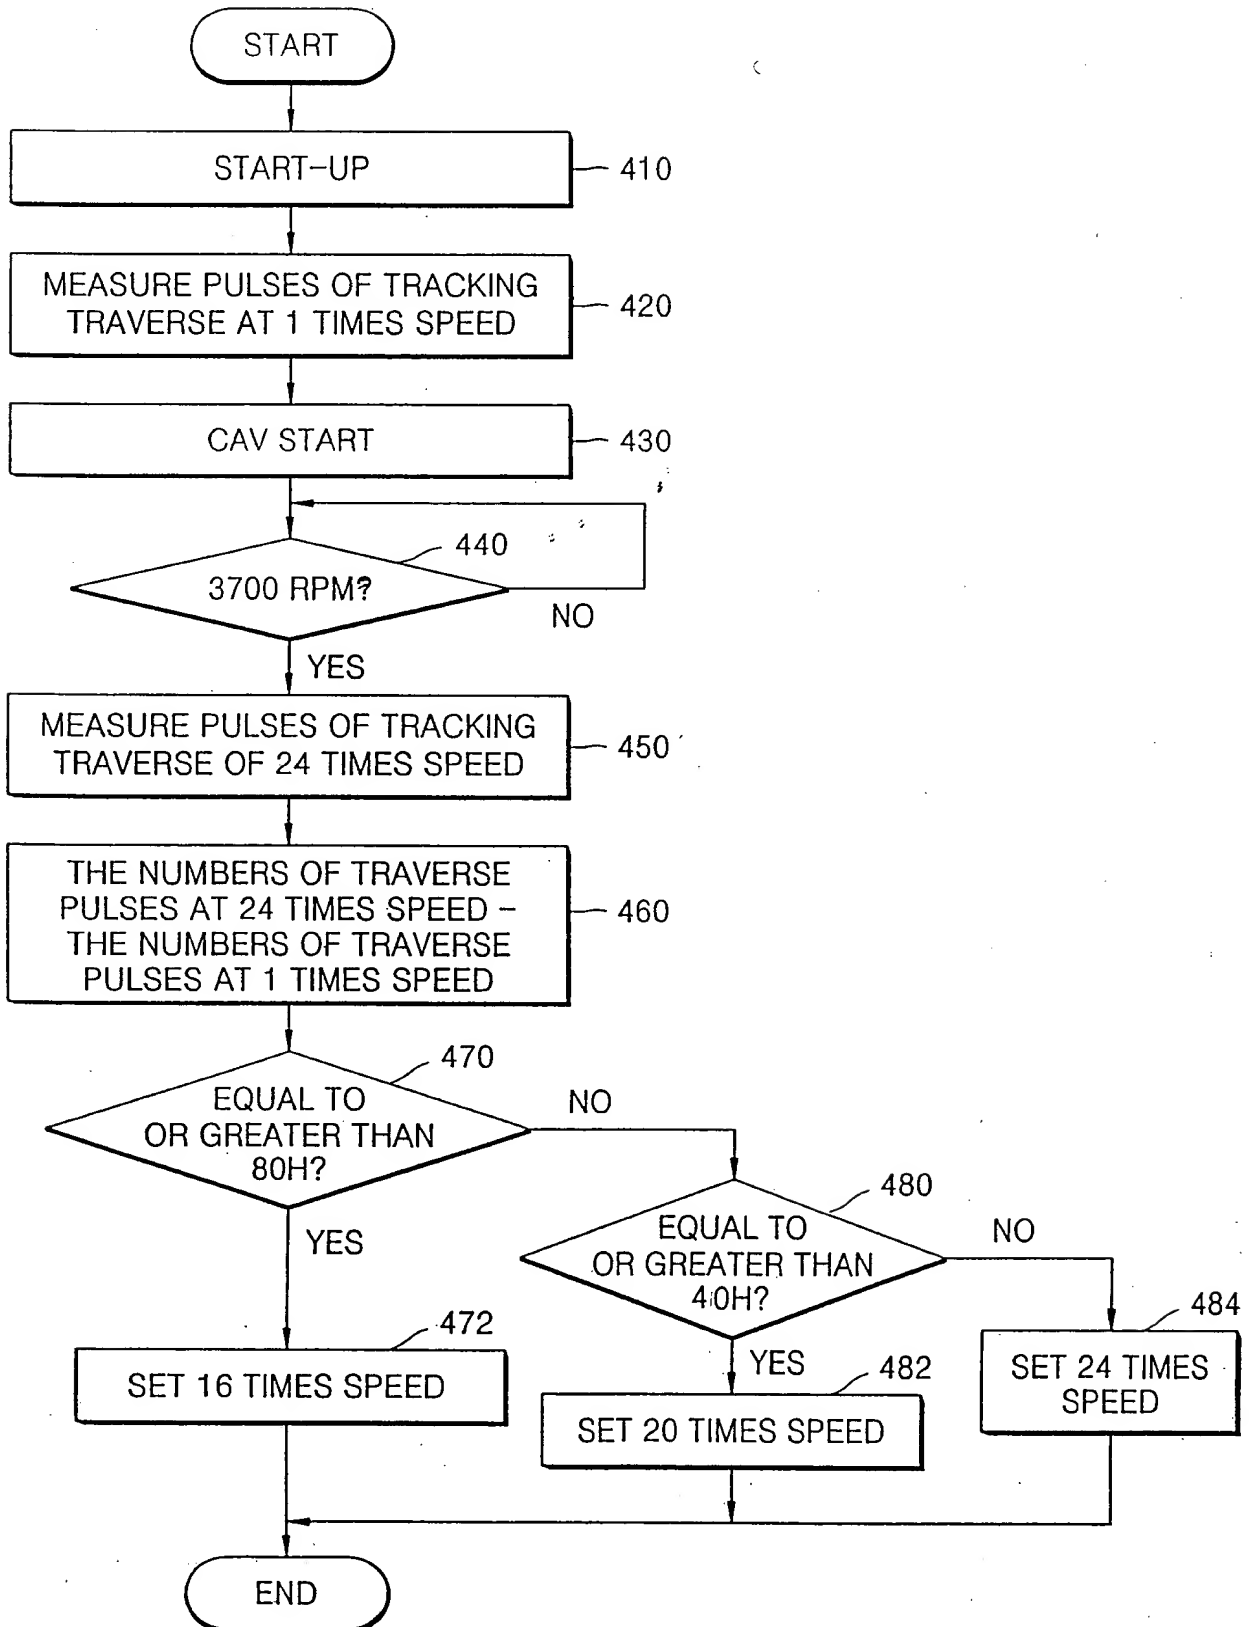 START
START-UP
410
MEASURE PULSES OF TRACKING
TRAVERSE AT 1 TIMES SPEED
420
CAV START
430
440
3700 RPM?
NO
YES
MEASURE PULSES OF TRACKING
TRAVERSE OF 24 TIMES SPEED
450
THE NUMBERS OF TRAVERSE
PULSES AT 24 TIMES SPEED -
THE NUMBERS OF TRAVERSE
PULSES AT 1 TIMES SPEED
460
470
EQUAL TO
OR GREATER THAN
80H?
NO
YES
480
EQUAL TO
OR GREATER THAN
40H?
NO
YES
472
SET 16 TIMES SPEED
482
SET 20 TIMES SPEED
484
SET 24 TIMES
SPEED
END